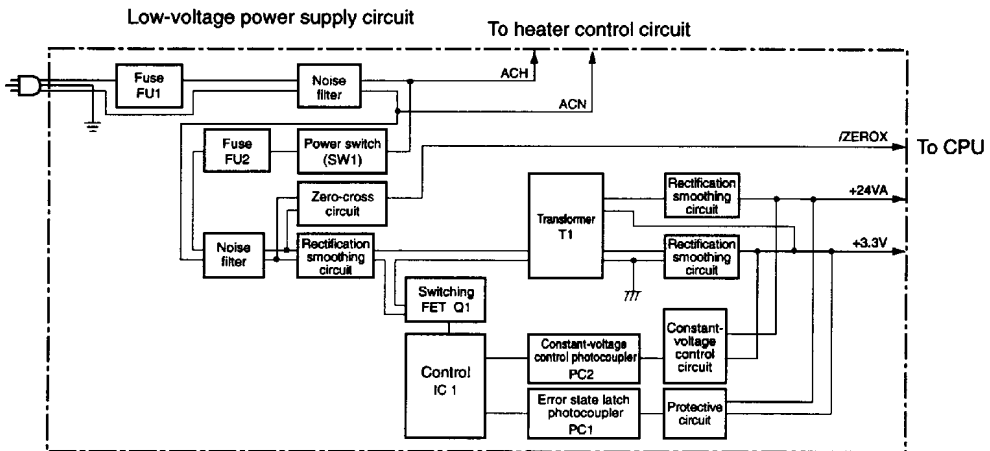 Low-voltage power supply circuit
To heater control circuit
Fuse
FU1
Noise
filter
ACH
ACN
Fuse
FU2
Power switch
(SW1)
/ZEROX
To CPU
Zero-cross
circuit
Transformer
T1
Rectification
smoothing
circuit
+24VA
Noise
filter
Rectification
smoothing
circuit
Rectification
smoothing
circuit
+3.3V
Switching
FET Q1
Control
IC 1
Constant-voltage
control photocoupler
PC2
Constant-
voltage
control
circuit
Error state latch
photocoupler
PC1
Protective
circuit